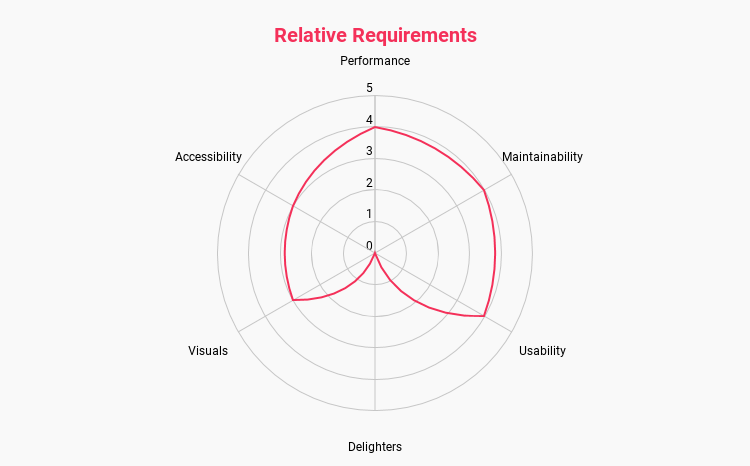 Relative Requirements
Performance
5
4
3
2
1
0
Accessibility
Maintainability
Visuals
Usability
Delighters